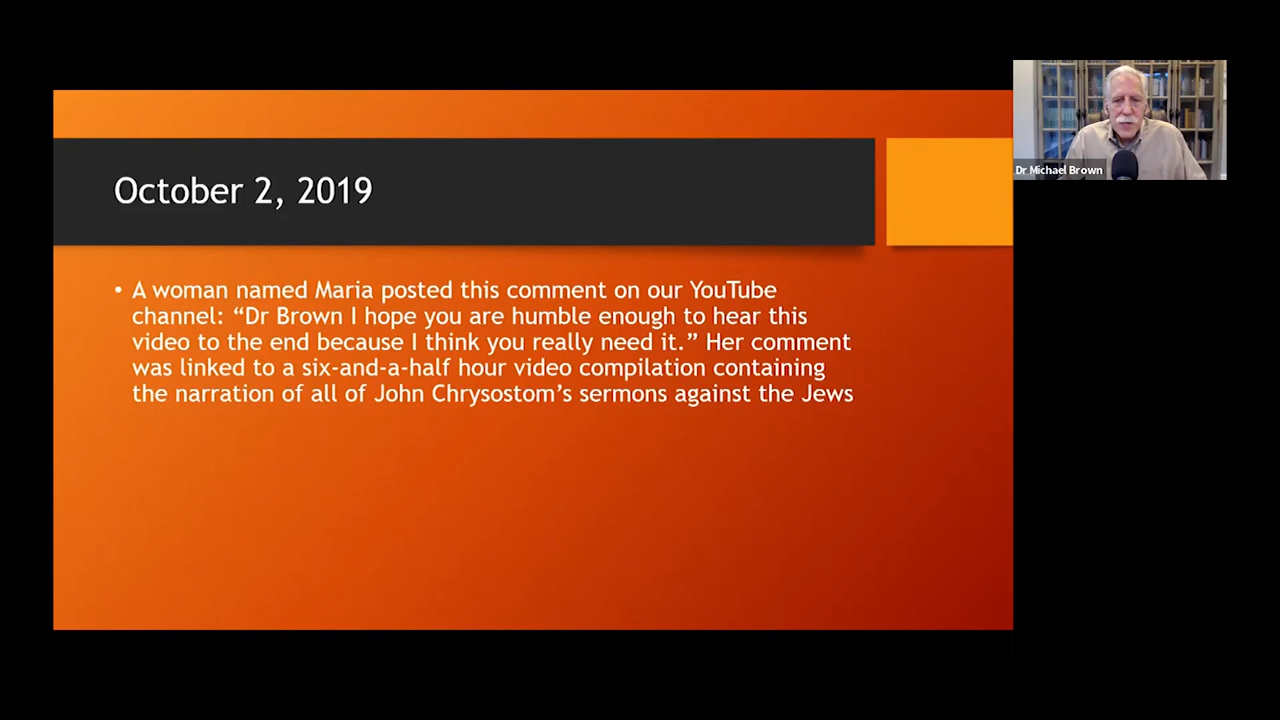 October 2, 2019
• A woman named Maria posted this comment on our YouTube
channel: “Dr Brown I hope you are humble enough to hear this
video to the end because I think you really need it.” Her comment
was linked to a six-and-a-half hour video compilation containing
the narration of all of John Chrysostom’s sermons against the Jews
Dr Michael Brown